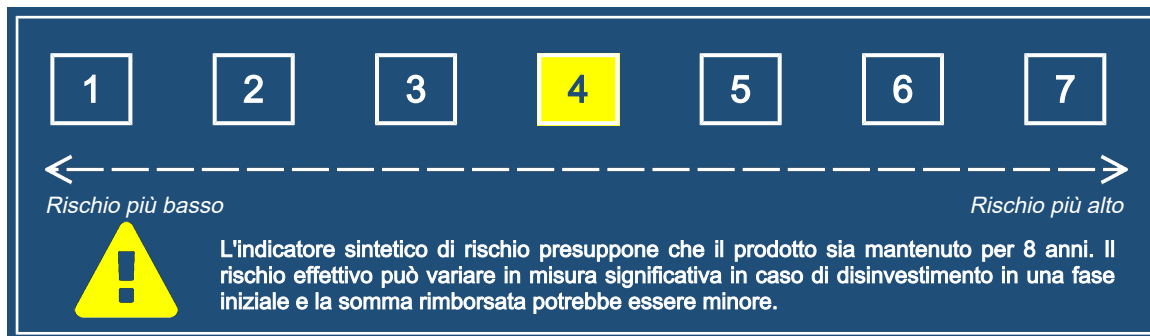 1 2 3 4 5 6 7
Rischio più basso Rischio più alto
L'indicatore sintetico di rischio presuppone che il prodotto sia mantenuto per 8 anni. Il
rischio effettivo può variare in misura significativa in caso di disinvestimento in una fase
iniziale e la somma rimborsata potrebbe essere minore.